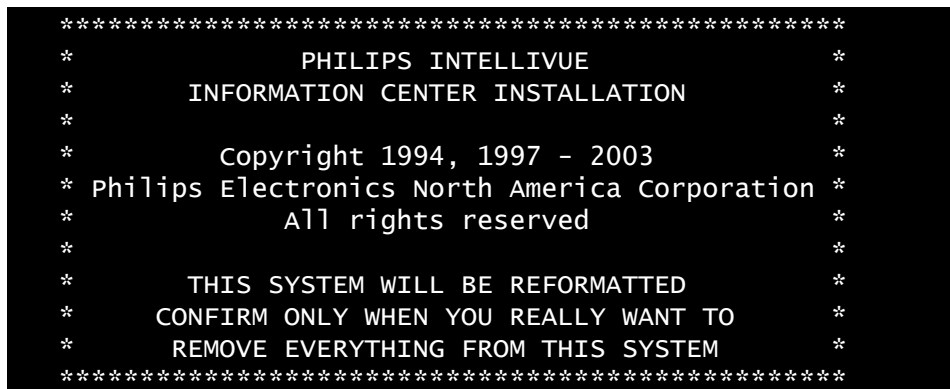 *************************************************
* PHILIPS INTELLIVUE *
* INFORMATION CENTER INSTALLATION *
* *
* Copyright 1994, 1997 - 2003 *
* Philips Electronics North America Corporation *
* All rights reserved *
* *
* THIS SYSTEM WILL BE REFORMATTED *
* CONFIRM ONLY WHEN YOU REALLY WANT TO *
* REMOVE EVERYTHING FROM THIS SYSTEM *
*************************************************